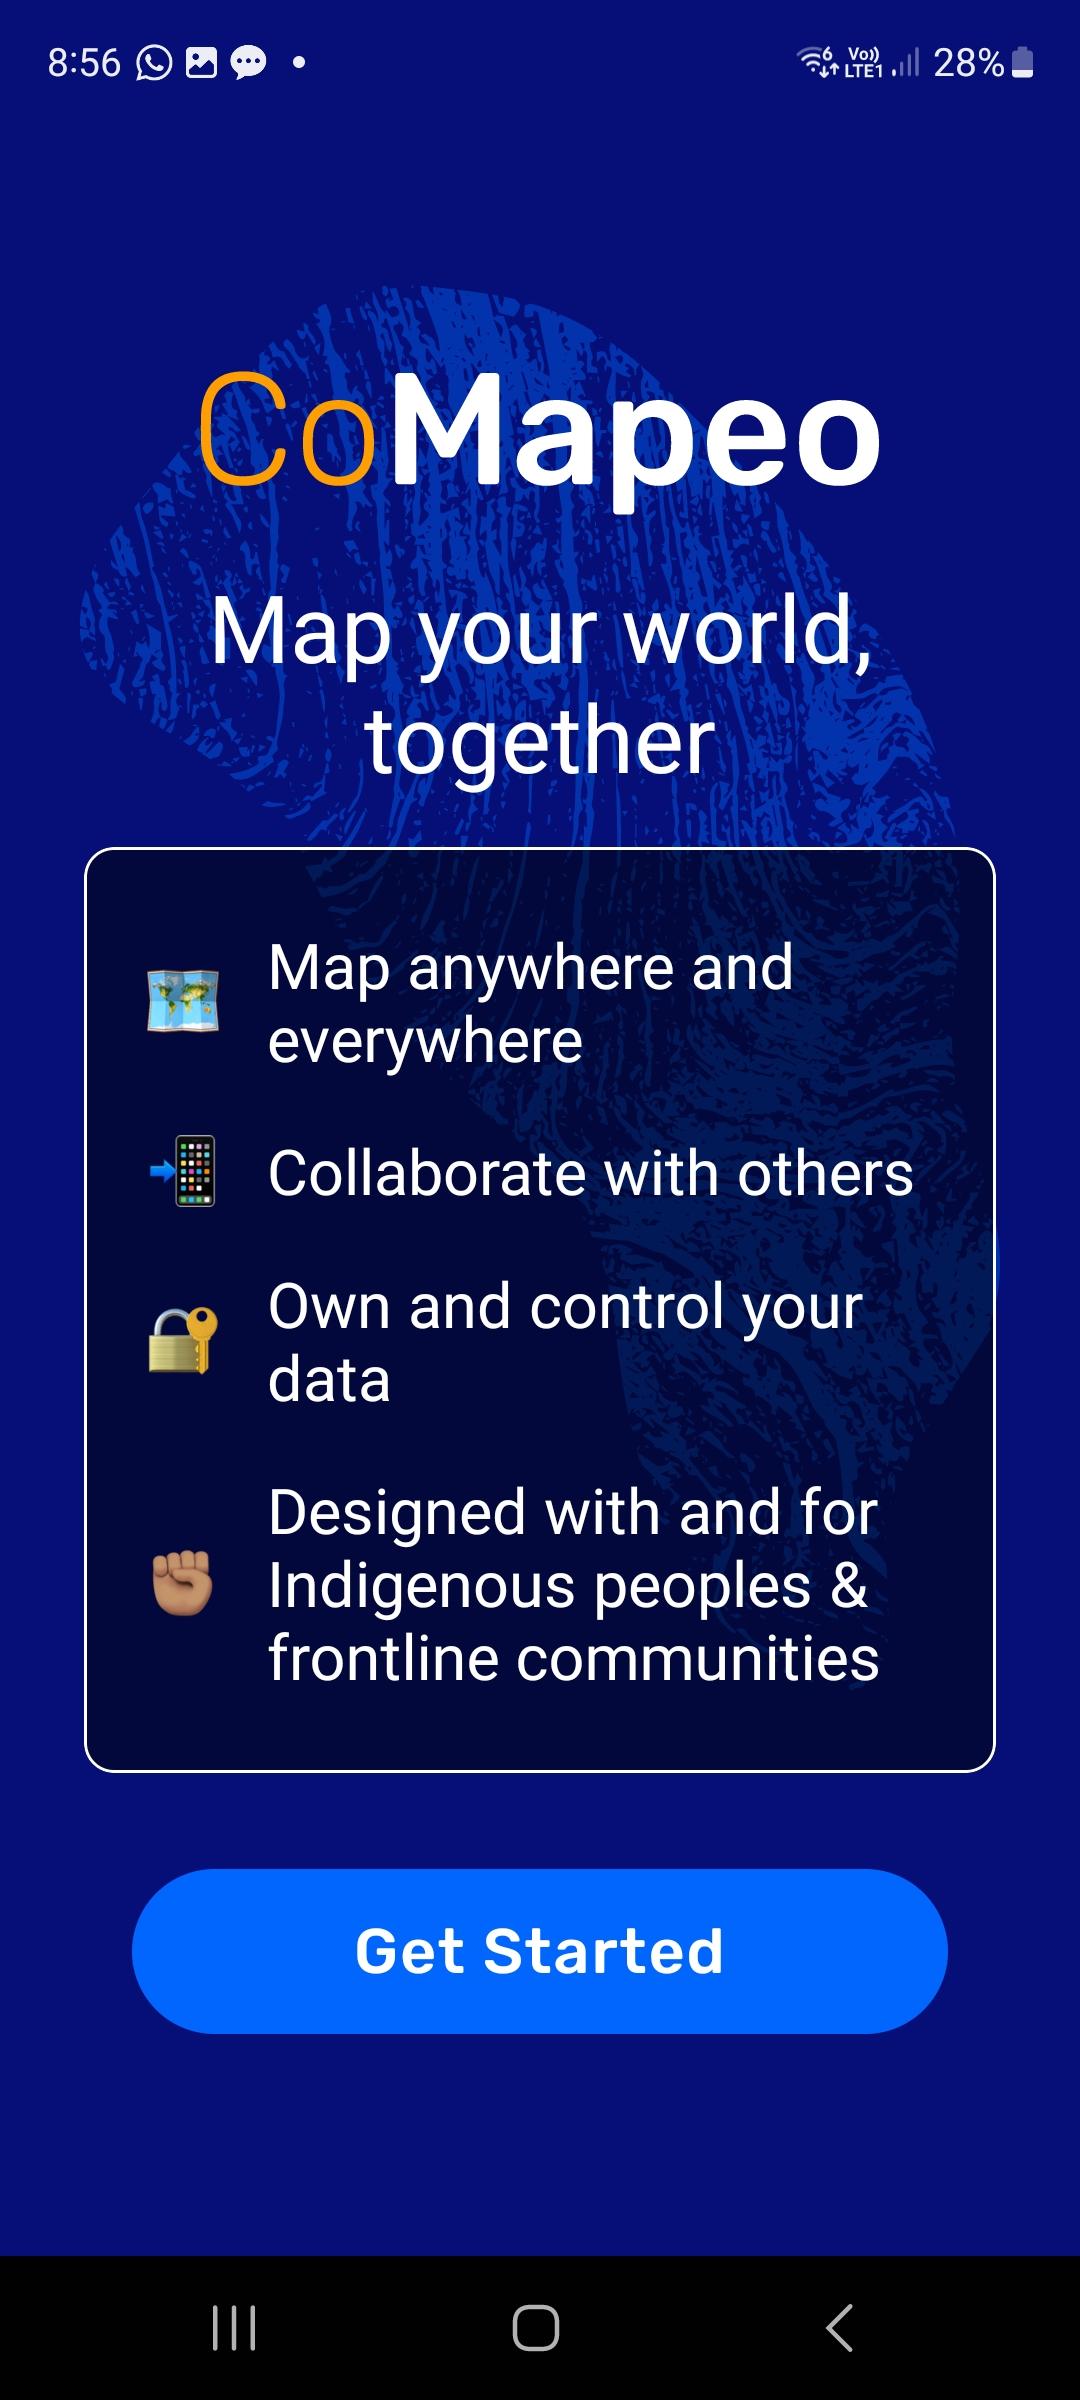 8:56
Vo)) LTE1 28%
CoMapeo
Map your world,
together
Map anywhere and
everywhere
Collaborate with others
Own and control your
data
Designed with and for
Indigenous peoples &
frontline communities
Get Started